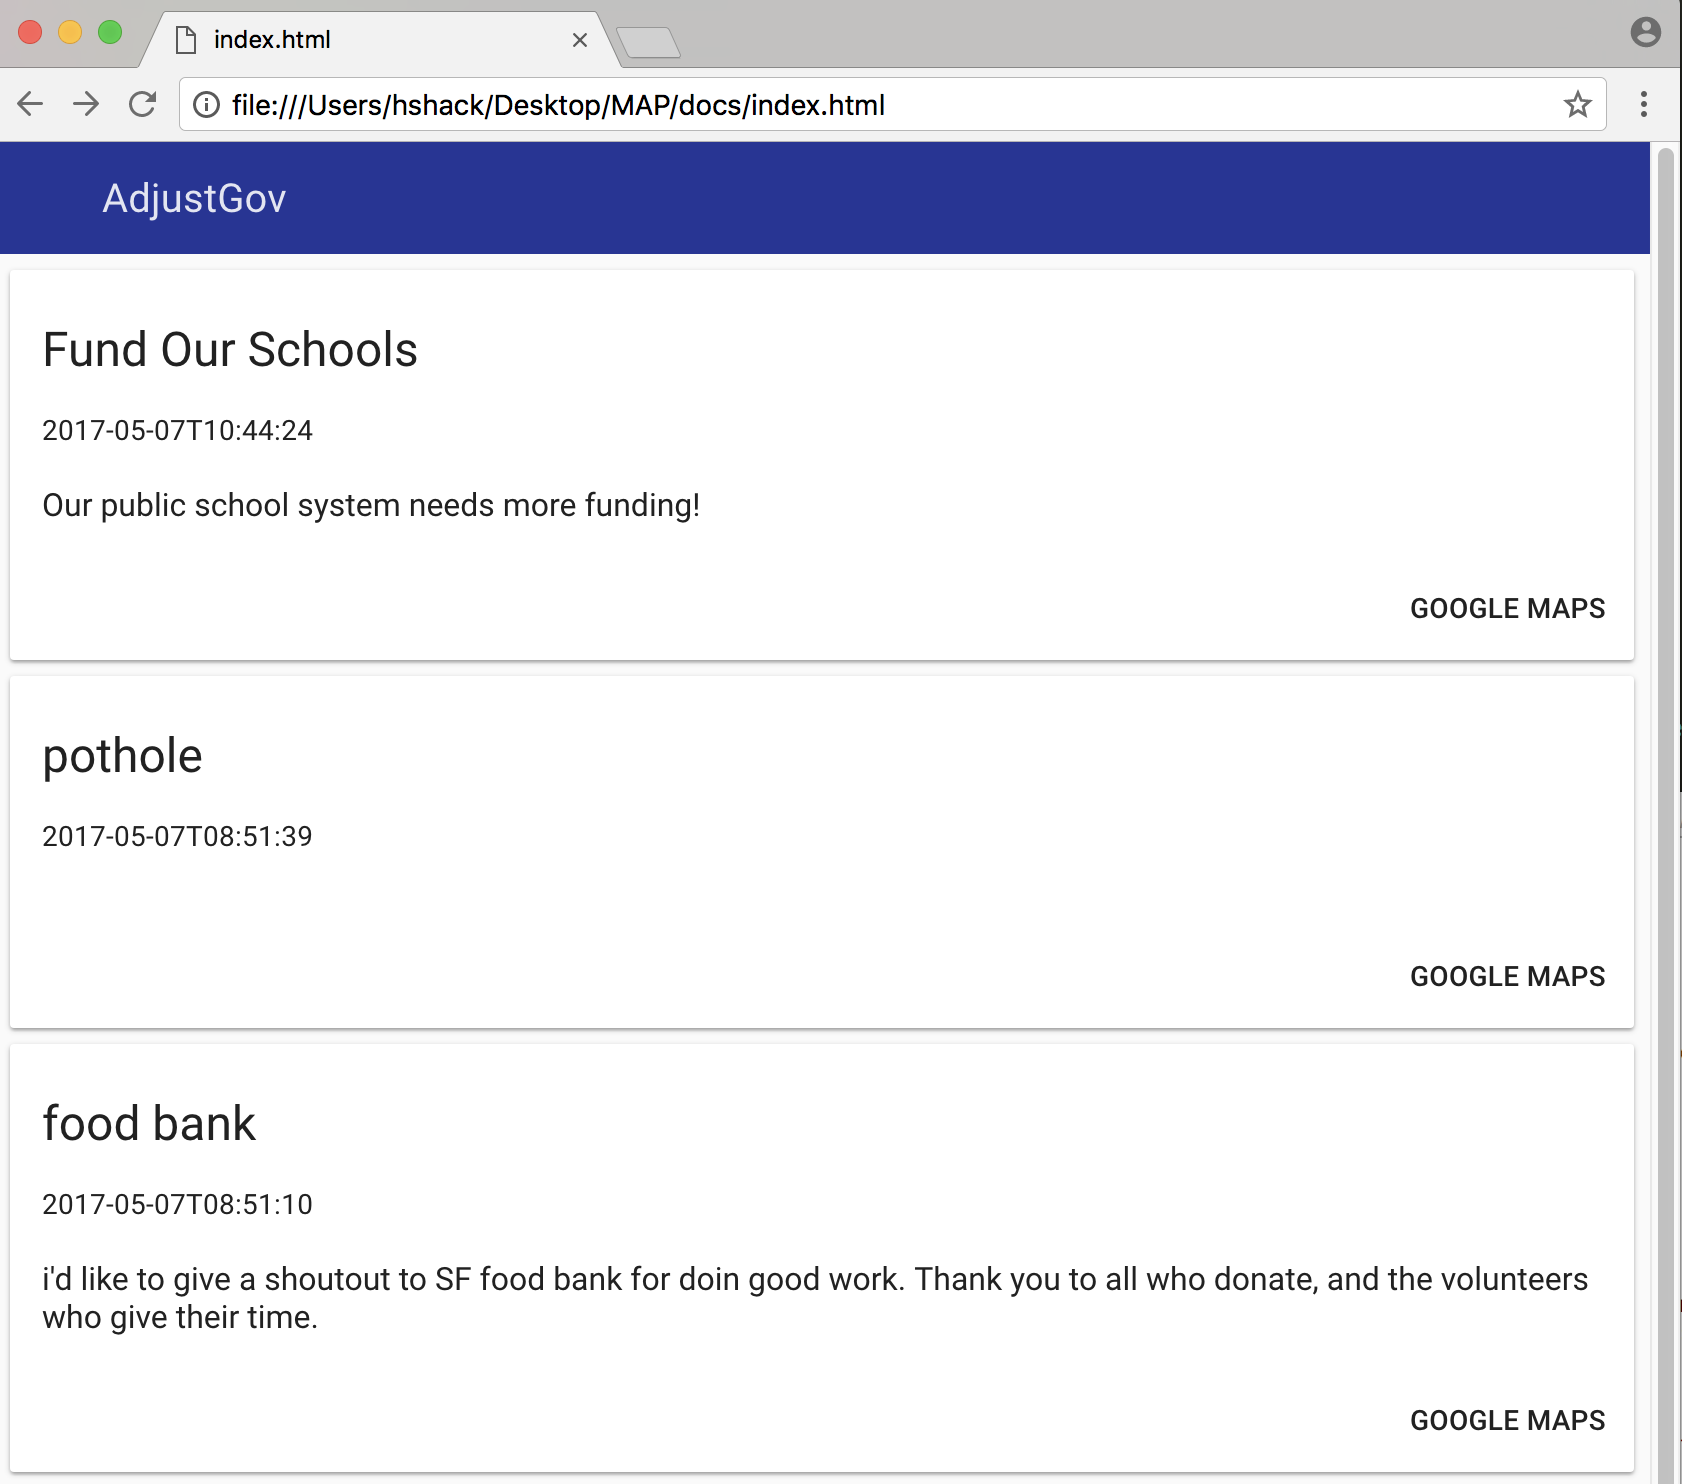 index.html
file:///Users/hshack/Desktop/MAP/docs/index.html
AdjustGov
Fund Our Schools
2017-05-07T10:44:24
Our public school system needs more funding!
GOOGLE MAPS
pothole
2017-05-07T08:51:39
GOOGLE MAPS
food bank
2017-05-07T08:51:10
i'd like to give a shoutout to SF food bank for doin good work. Thank you to all who donate, and the volunteers
who give their time.
GOOGLE MAPS